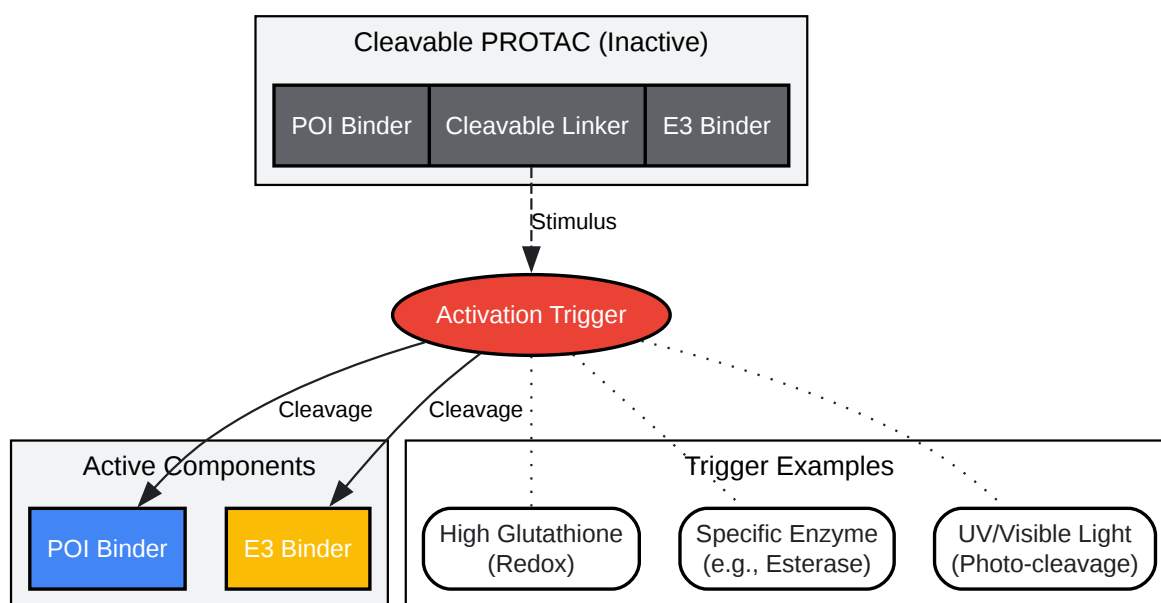 Cleavable PROTAC (Inactive)
POI Binder
Cleavable Linker
E3 Binder
Stimulus
Activation Trigger
Cleavage
Cleavage
Active Components
POI Binder
E3 Binder
Trigger Examples
High Glutathione
(Redox)
Specific Enzyme
(e.g., Esterase)
UV/Visible Light
(Photo-cleavage)